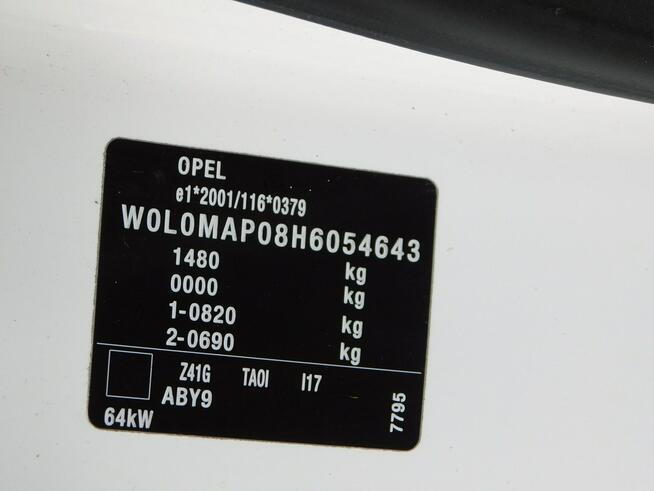 OPEL
e1*2001/116*0379
W0L0MAP08H6054643
1480 kg
0000 kg
1-0820 kg
2-0690 kg
Z41G TA0I I17
ABY9
64kW
7795